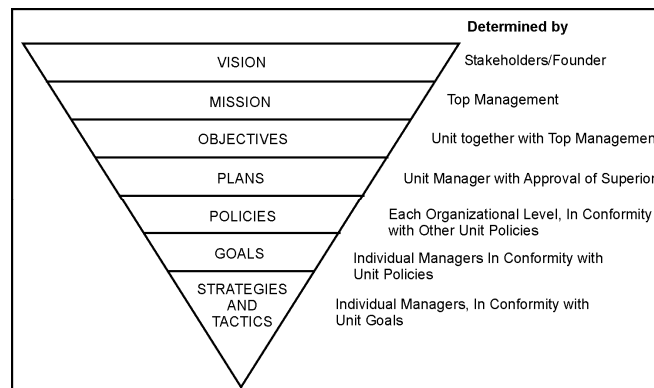 Determined by
VISION
Stakeholders/Founder
MISSION
Top Management
OBJECTIVES
Unit together with Top Management
PLANS
Unit Manager with Approval of Superior
POLICIES
Each Organizational Level, In Conformity
with Other Unit Policies
GOALS
Individual Managers In Conformity with
Unit Policies
STRATEGIES
AND
TACTICS
Individual Managers, In Conformity with
Unit Goals